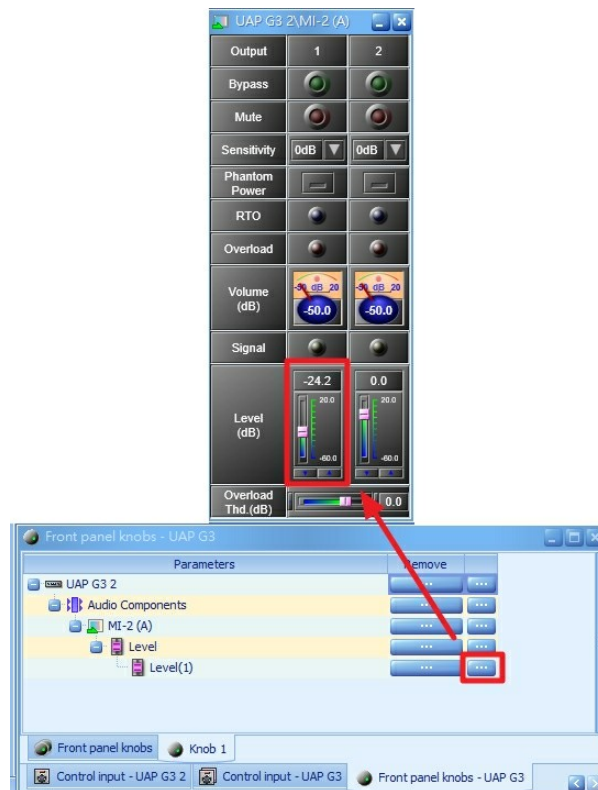 UAP G3 2\MI-2 (A)
Output 1 2
Bypass
Mute
Sensitivity 0dB 0dB
Phantom
Power
RTO
Overload
Volume
(dB)
-50 dB 20 -50 dB 20
-50.0 -50.0
Signal
Level
(dB)
-24.2 0.0
20.0 20.0
-60.0 -60.0
Overload
Thd.(dB) 0.0
Front panel knobs - UAP G3
Parameters Remove
UAP G3 2 ... ...
Audio Components ... ...
MI-2 (A) ... ...
Level ... ...
Level(1) ... ...
Front panel knobs Knob 1
Control input - UAP G3 2 Control input - UAP G3 Front panel knobs - UAP G3